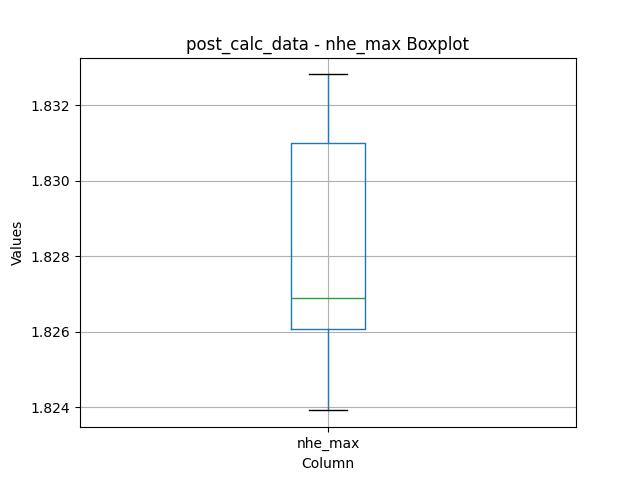 post_calc_data - nhe_max Boxplot
1.832
1.830
1.828
1.826
1.824
Values
nhe_max
Column